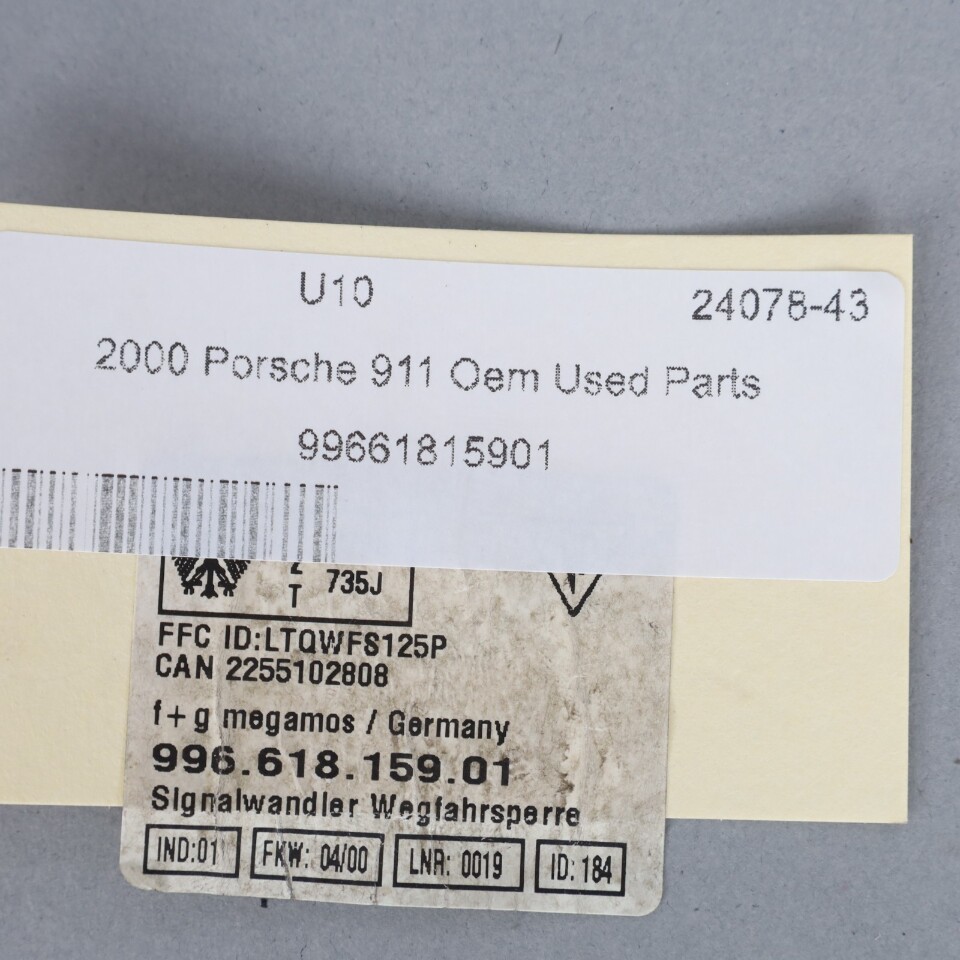 U10 24078-43
2000 Porsche 911 Oem Used Parts
99661815901
Z
T 735J
FFC ID:LTQWFS125P
CAN 2255102808
f+g megamos / Germany
996.618.159.01
Signalwandler Wegfahrsperre
IND:01 FKW: 04/00 LNR: 0019 ID: 184